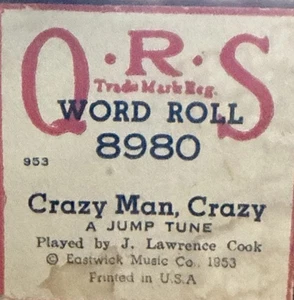 Q·R·S
Trade Mark Reg.
WORD ROLL
8980
953
Crazy Man, Crazy
A JUMP TUNE
Played by J. Lawrence Cook
© Eastwick Music Co., 1953
Printed in U.S.A